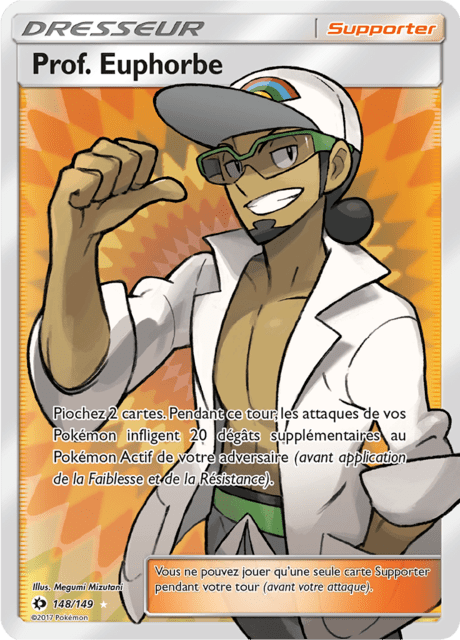 DRESSEUR
Supporter
Prof. Euphorbe
Piochez 2 cartes. Pendant ce tour, les attaques de vos
Pokémon infligent 20 dégâts supplémentaires au
Pokémon Actif de votre adversaire (avant application
de la Faiblesse et de la Résistance).
Vous ne pouvez jouer qu'une seule carte Supporter
pendant votre tour (avant votre attaque).
Illus. Megumi Mizutani
148/149
©2017 Pokémon